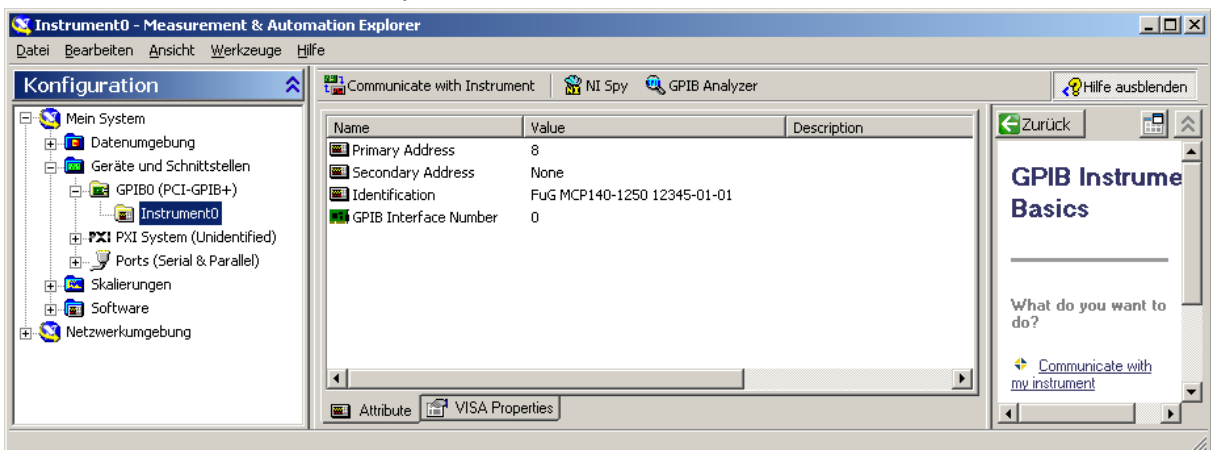 Instrument0 - Measurement & Automation Explorer
Datei Bearbeiten Ansicht Werkzeuge Hilfe
Konfiguration
Mein System
Datenumgebung
Geräte und Schnittstellen
GPIB0 (PCI-GPIB+)
Instrument0
PXI PXI System (Unidentified)
Ports (Serial & Parallel)
Skalierungen
Software
Netzwerkumgebung
Communicate with Instrument NI Spy GPIB Analyzer Hilfe ausblenden
Name Value Description
Primary Address 8
Secondary Address None
Identification FuG MCP140-1250 12345-01-01
GPIB Interface Number 0
Attribute VISA Properties
Zurück
GPIB Instrume
Basics
What do you want to
do?
Communicate with
my instrument